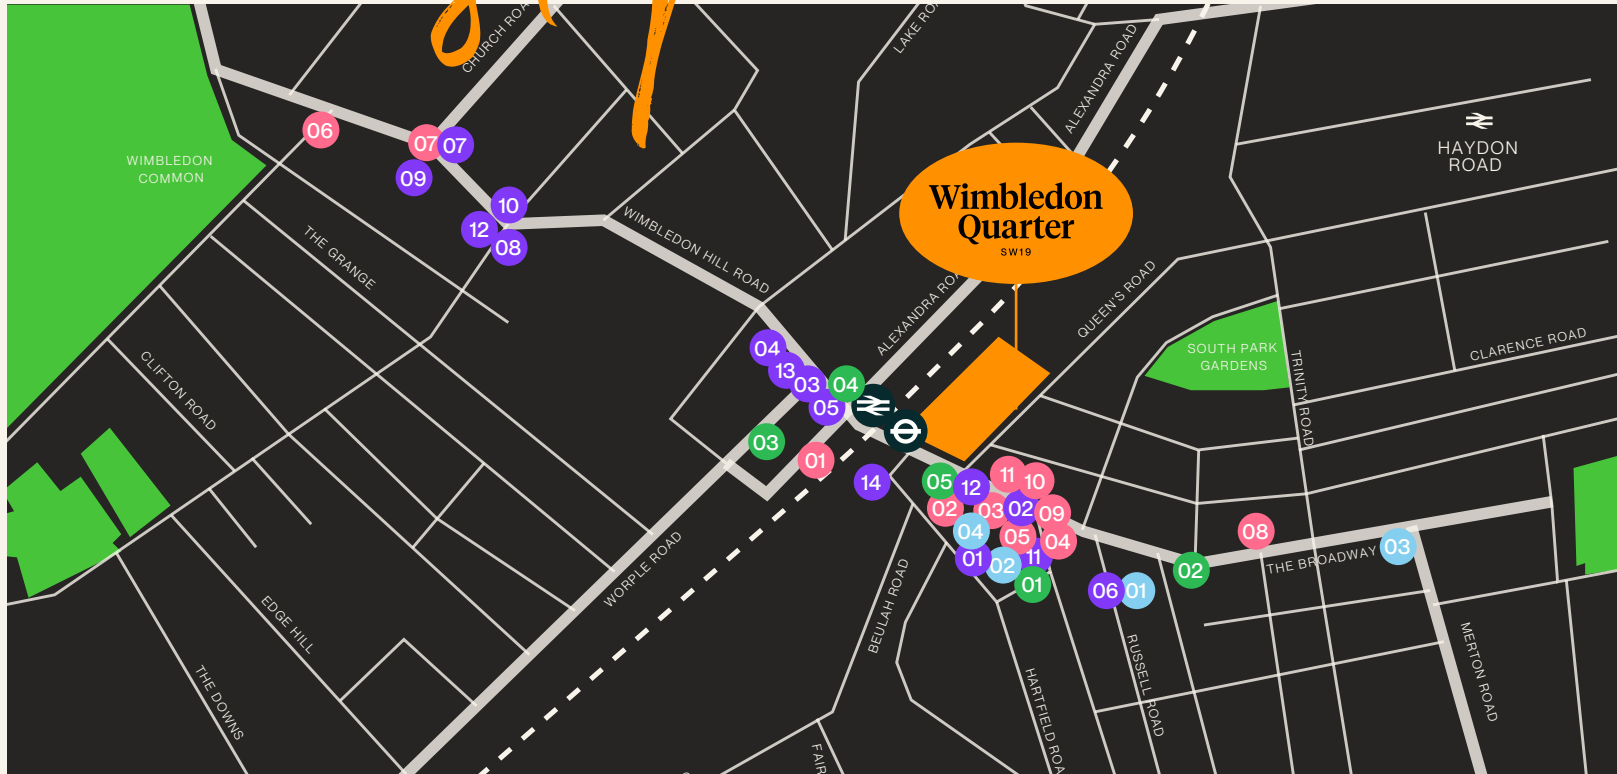 CHURCH ROA
LAKE RO
ALEXANDRA ROAD
06
07
07
09
WIMBLEDON
COMMON
HAYDON
ROAD
10
12
08
Wimbledon
Quarter
SW19
WIMBLEDON HILL ROAD
THE GRANGE
ALEXANDRA ROA
QUEEN'S ROAD
04
13
03
04
05
SOUTH PARK
GARDENS
CLARENCE ROAD
TRINITY ROAD
CLIFTON ROAD
03
01
14
05
12
11
10
02
03
02
09
04
05
04
01
02
11
01
08
THE BROADWAY
03
02
06
01
WORPLE ROAD
BEULAH ROAD
EDGE HILL
THE DOWNS
HARTFIELD ROA
RUSSELL ROAD
MERTON ROAD
FAIR